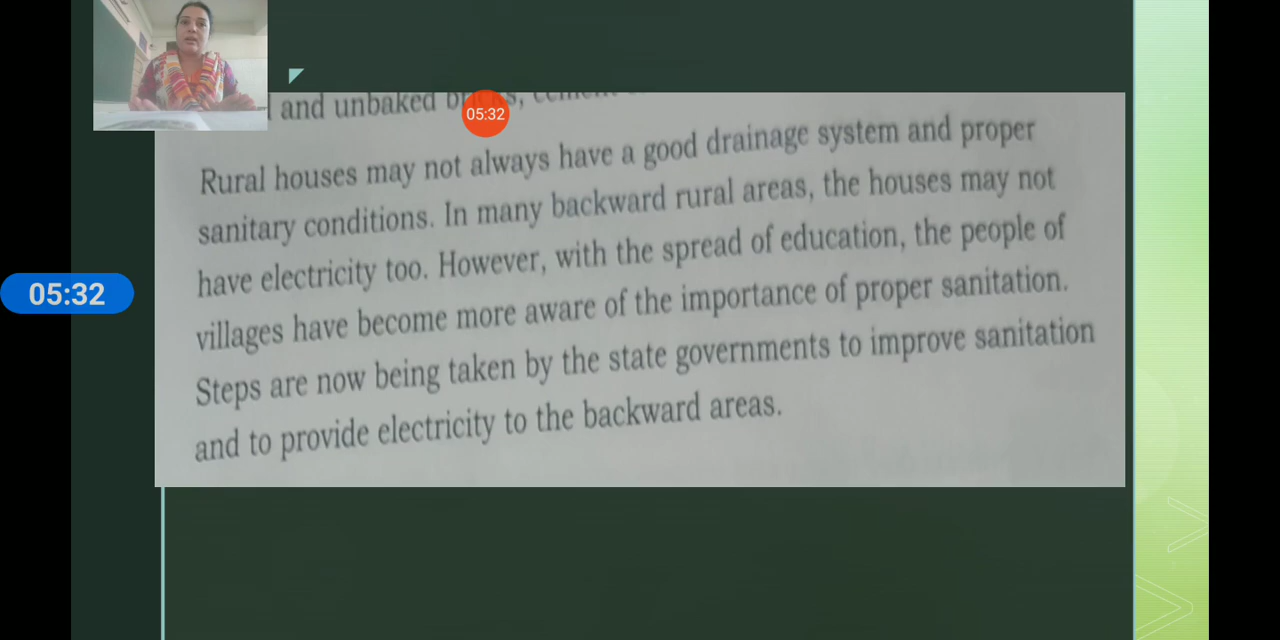 and unbaked bricks, cement
05:32
Rural houses may not always have a good drainage system and proper
sanitary conditions. In many backward rural areas, the houses may not
have electricity too. However, with the spread of education, the people of
villages have become more aware of the importance of proper sanitation.
Steps are now being taken by the state governments to improve sanitation
and to provide electricity to the backward areas.
05:32